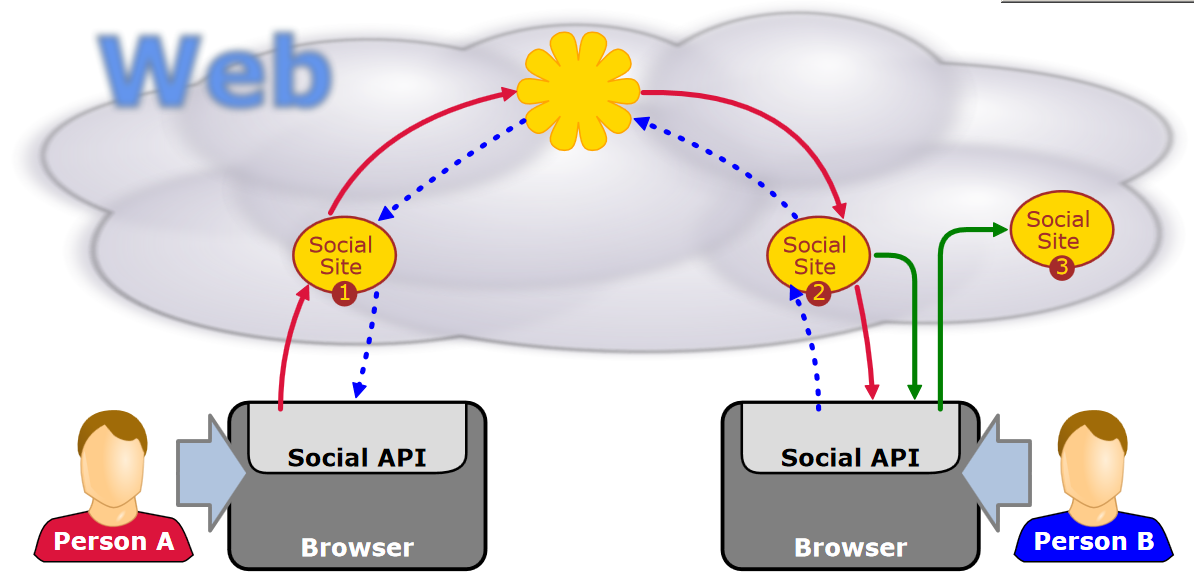 Web
Social
Site
1
Social
Site
2
Social
Site
3
Social API
Browser
Person A
Social API
Browser
Person B